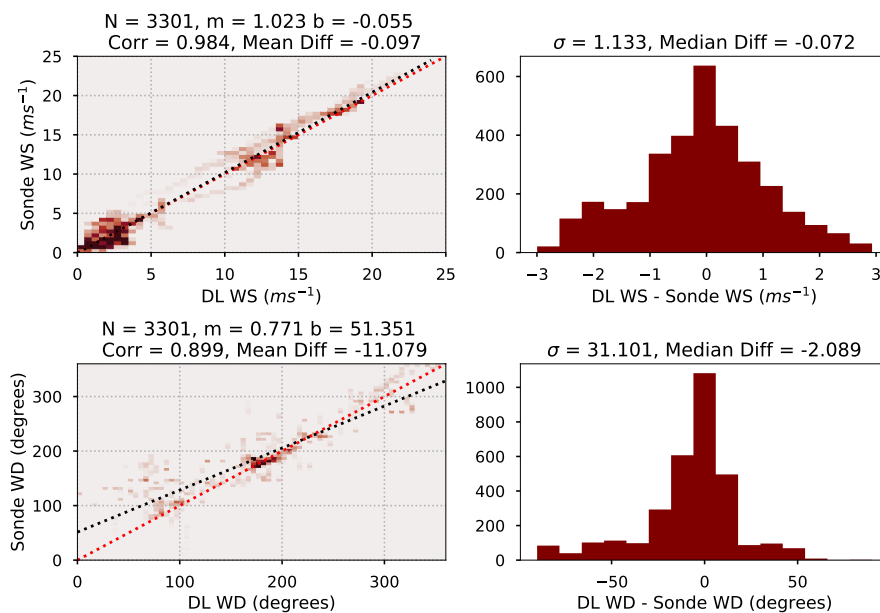 N = 3301, m = 1.023 b = -0.055
Corr = 0.984, Mean Diff = -0.097
25
20
15
10
5
0
Sonde WS (ms⁻¹)
0 5 10 15 20 25
DL WS (ms⁻¹)
σ = 1.133, Median Diff = -0.072
600
400
200
0
−3 −2 −1 0 1 2 3
DL WS - Sonde WS (ms⁻¹)
N = 3301, m = 0.771 b = 51.351
Corr = 0.899, Mean Diff = -11.079
300
200
100
0
Sonde WD (degrees)
0 100 200 300
DL WD (degrees)
σ = 31.101, Median Diff = -2.089
1000
800
600
400
200
0
−50 0 50
DL WD - Sonde WD (degrees)